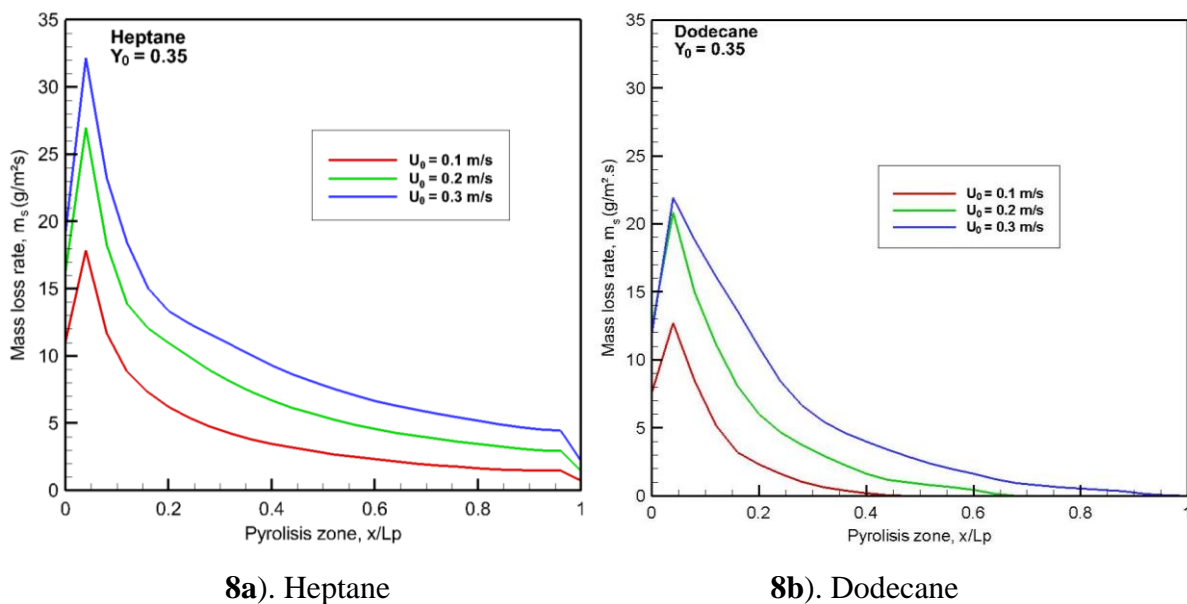 Heptane
Y₀ = 0.35
35
30
25
20
15
10
5
0
Mass loss rate, mₛ (g/m²s)
U₀ = 0.1 m/s
U₀ = 0.2 m/s
U₀ = 0.3 m/s
0 0.2 0.4 0.6 0.8 1
Pyrolisis zone, x/Lp
8a). Heptane
Dodecane
Y₀ = 0.35
35
30
25
20
15
10
5
0
Mass loss rate, mₛ (g/m².s)
U₀ = 0.1 m/s
U₀ = 0.2 m/s
U₀ = 0.3 m/s
0 0.2 0.4 0.6 0.8 1
Pyrolisis zone, x/Lp
8b). Dodecane